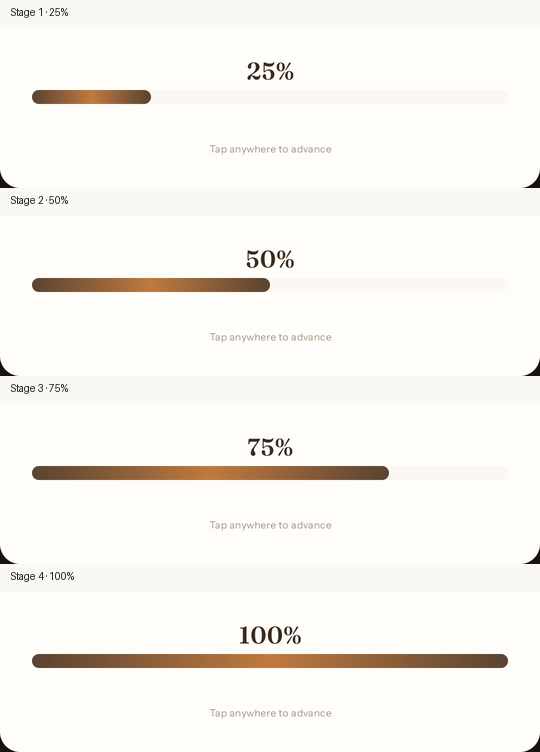 Stage 1 · 25%
25%
Tap anywhere to advance
Stage 2 · 50%
50%
Tap anywhere to advance
Stage 3 · 75%
75%
Tap anywhere to advance
Stage 4 · 100%
100%
Tap anywhere to advance